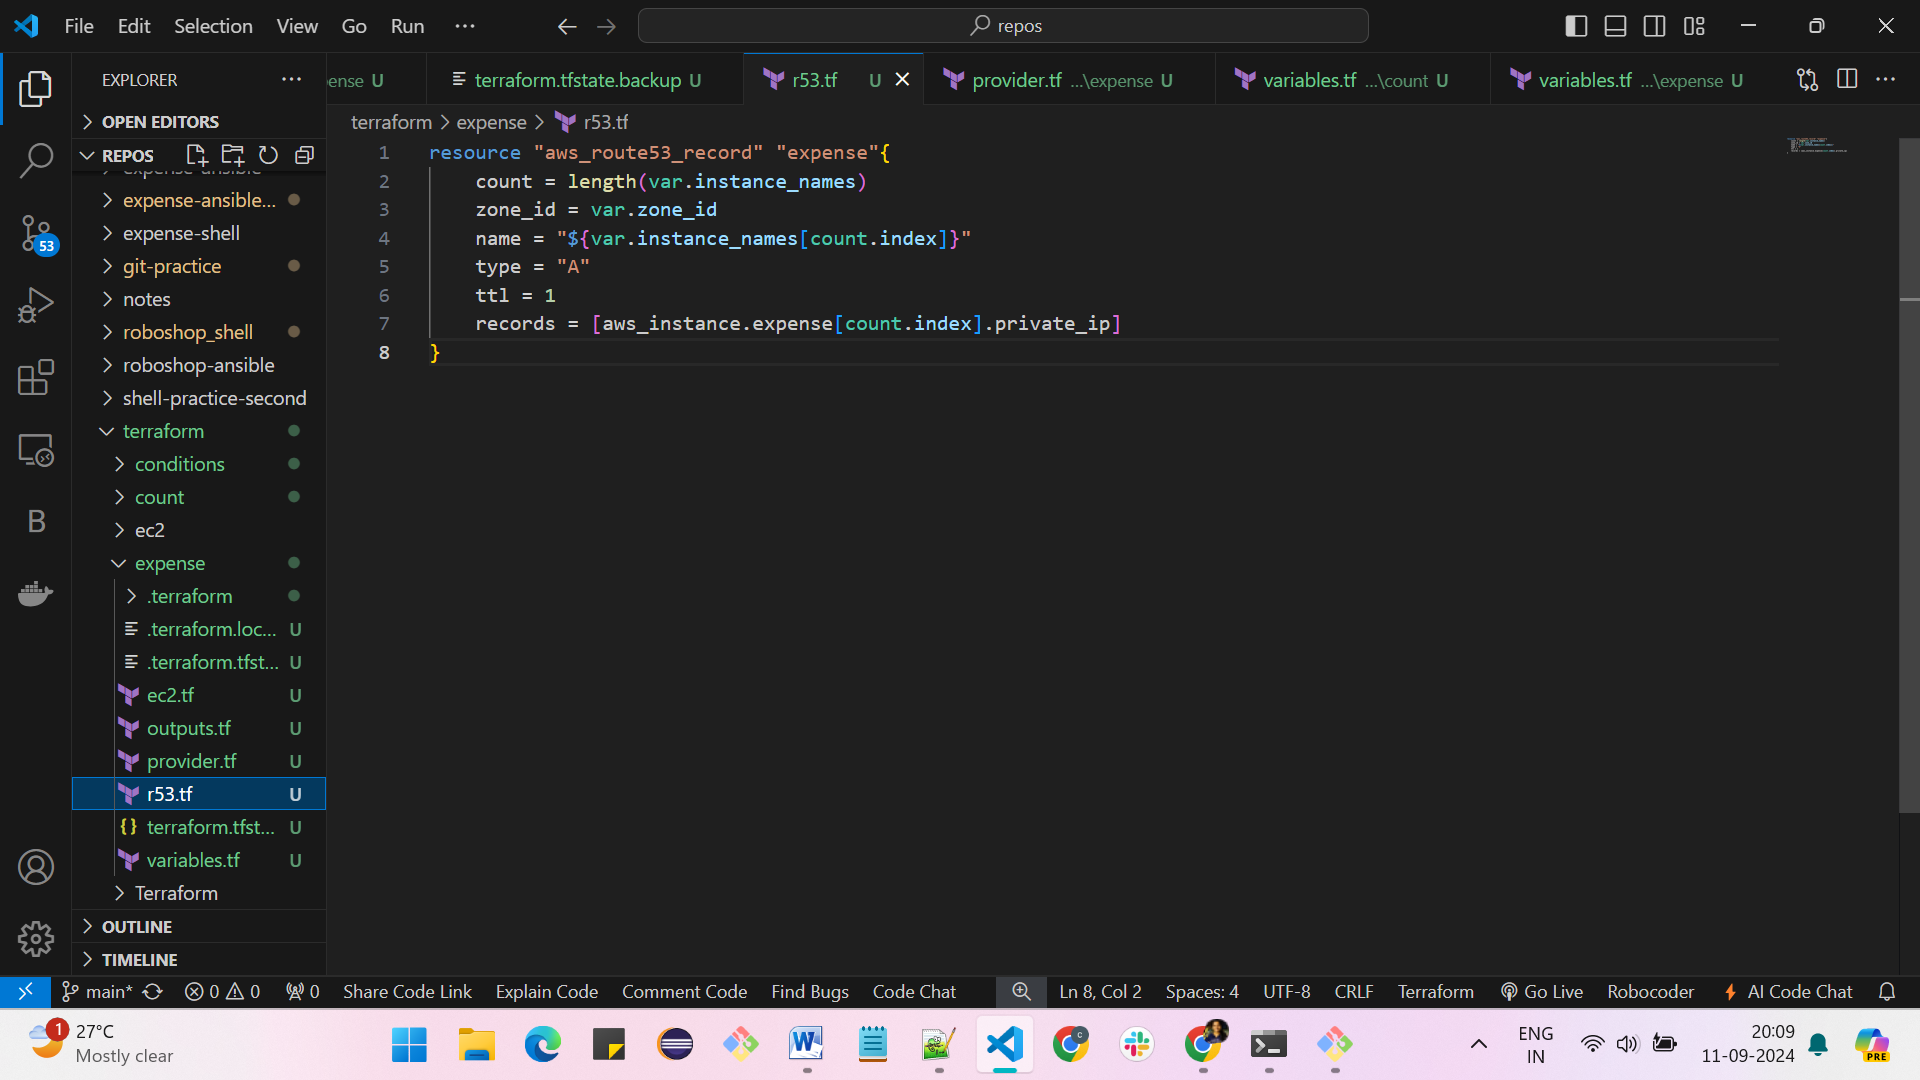 File Edit Selection View Go Run ···
repos
EXPLORER
ense U
terraform.tfstate.backup U
r53.tf U
provider.tf ...\expense U
variables.tf ...\count U
variables.tf ...\expense U
OPEN EDITORS
REPOS
terraform > expense > r53.tf
expense-ansible
expense-ansible...
expense-shell
git-practice
notes
roboshop_shell
roboshop-ansible
shell-practice-second
terraform
conditions
count
ec2
expense
.terraform
.terraform.loc... U
.terraform.tfst... U
ec2.tf U
outputs.tf U
provider.tf U
r53.tf U
terraform.tfst... U
variables.tf U
Terraform
OUTLINE
TIMELINE
53
B
1 resource "aws_route53_record" "expense"{
2 count = length(var.instance_names)
3 zone_id = var.zone_id
4 name = "${var.instance_names[count.index]}"
5 type = "A"
6 ttl = 1
7 records = [aws_instance.expense[count.index].private_ip]
8 }
main* 0 0 0 Share Code Link Explain Code Comment Code Find Bugs Code Chat Ln 8, Col 2 Spaces: 4 UTF-8 CRLF Terraform Go Live Robocoder AI Code Chat
1 27°C
Mostly clear
ENG
IN
20:09
11-09-2024
PRE